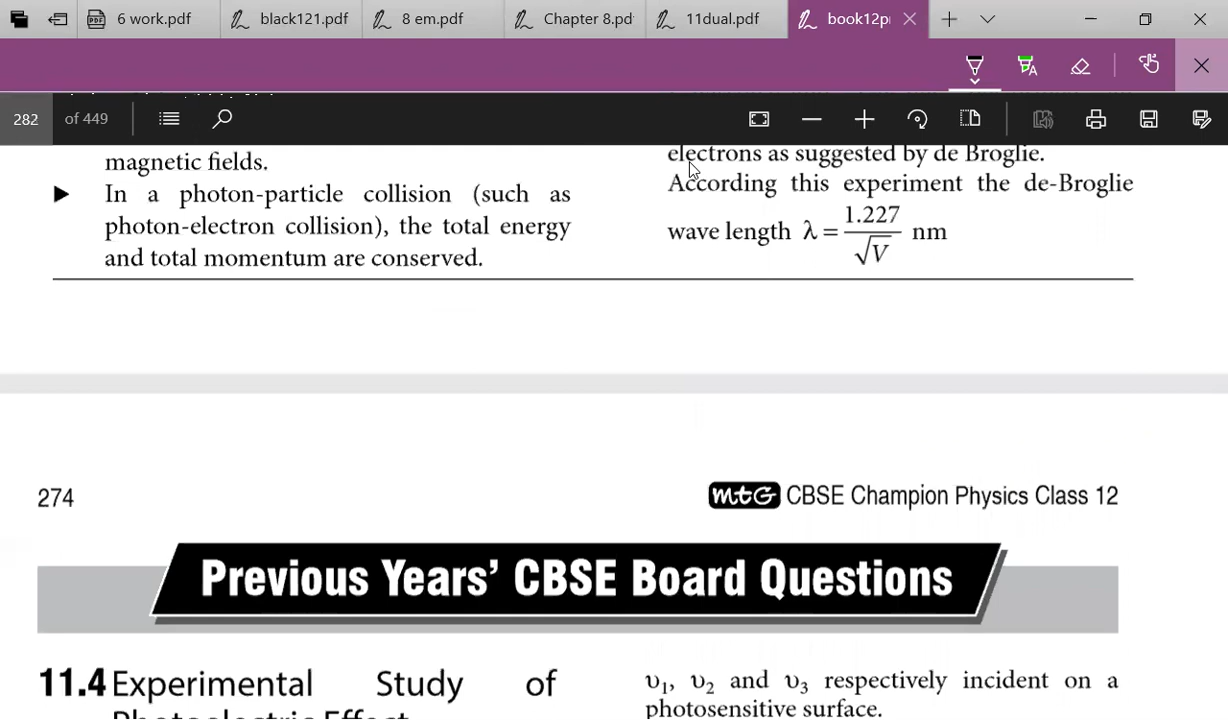 6 work.pdf
black121.pdf
8 em.pdf
Chapter 8.pd
11dual.pdf
book12p
282 of 449
magnetic fields.
▶ In a photon-particle collision (such as
photon-electron collision), the total energy
and total momentum are conserved.
electrons as suggested by de Broglie.
According this experiment the de-Broglie
wave length λ = 1.227/√V nm
274
mtG CBSE Champion Physics Class 12
Previous Years’ CBSE Board Questions
11.4 Experimental Study of
Photoelectric Effect
υ1, υ2 and υ3 respectively incident on a
photosensitive surface.